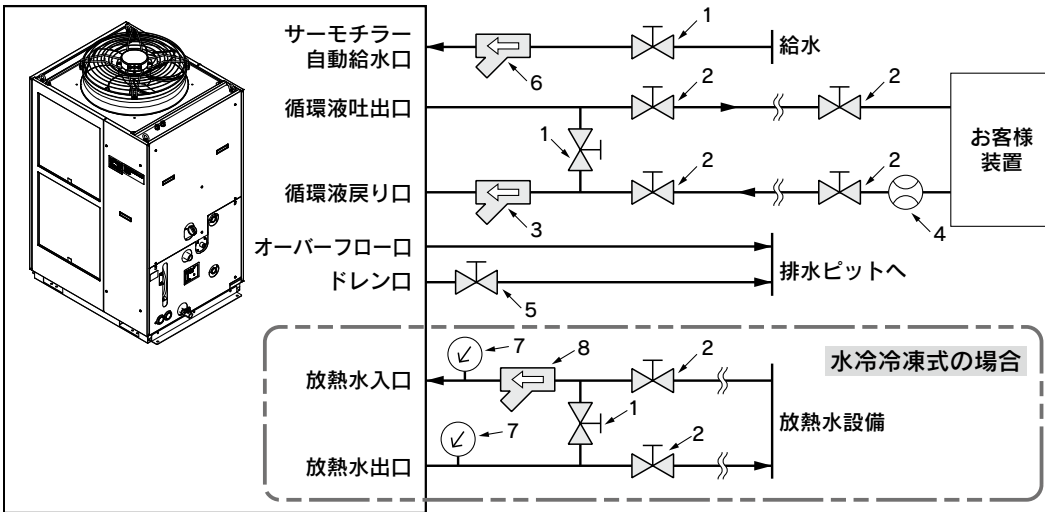 サーモチラー
自動給水口
1
給水
6
循環液吐出口
2
2
1
お客様
装置
循環液戻り口
2
2
3
4
オーバーフロー口
ドレン口
5
排水ピットへ
水冷冷凍式の場合
7
8
2
放熱水入口
1
放熱水設備
7
2
放熱水出口